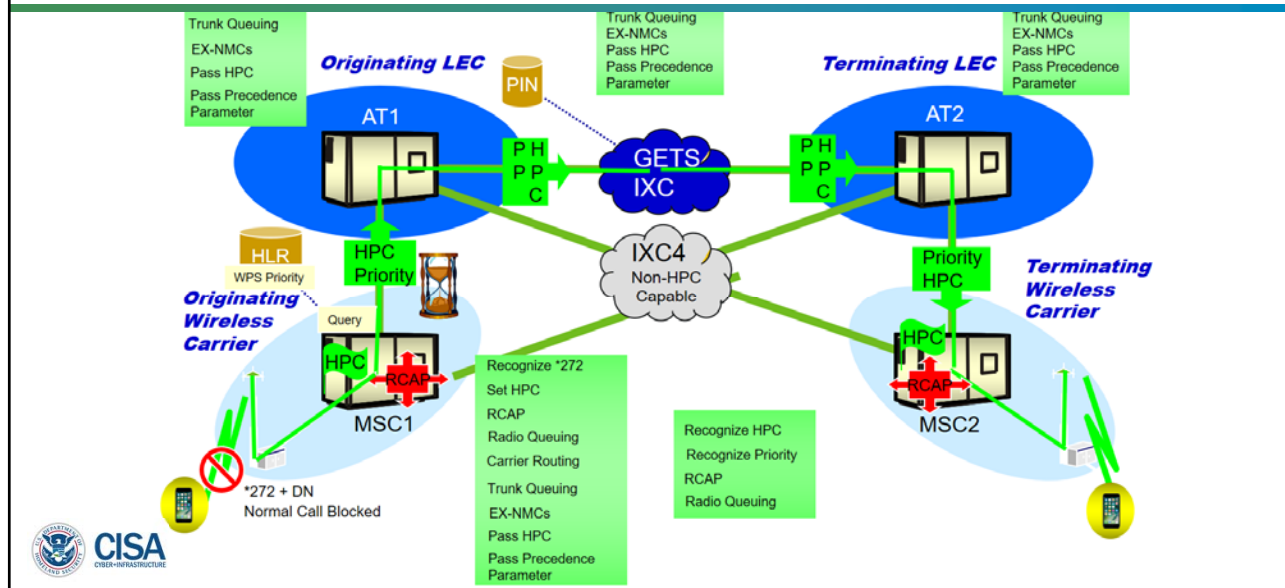 Trunk Queuing
EX-NMCs
Pass HPC
Pass Precedence
Parameter
Originating LEC
Trunk Queuing
EX-NMCs
Pass HPC
Pass Precedence
Parameter
Terminating LEC
Trunk Queuing
EX-NMCs
Pass HPC
Pass Precedence
Parameter
PIN
AT1
AT2
P H
P P
C
GETS
IXC
P H
P P
C
HLR
WPS Priority
HPC
Priority
IXC4
Non-HPC
Capable
Priority
HPC
Originating
Wireless
Carrier
Query
Terminating
Wireless
Carrier
HPC
RCAP
MSC1
HPC
RCAP
MSC2
Recognize *272
Set HPC
RCAP
Radio Queuing
Carrier Routing
Trunk Queuing
EX-NMCs
Pass HPC
Pass Precedence
Parameter
Recognize HPC
Recognize Priority
RCAP
Radio Queuing
*272 + DN
Normal Call Blocked
CISA
CYBER+INFRASTRUCTURE